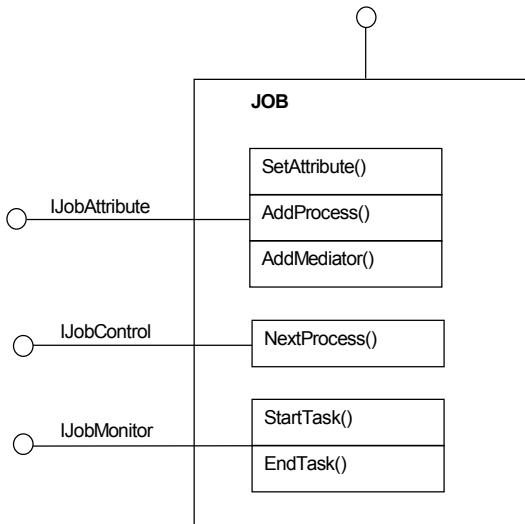 JOB
SetAttribute()
IJobAttribute
AddProcess()
AddMediator()
IJobControl
NextProcess()
StartTask()
IJobMonitor
EndTask()